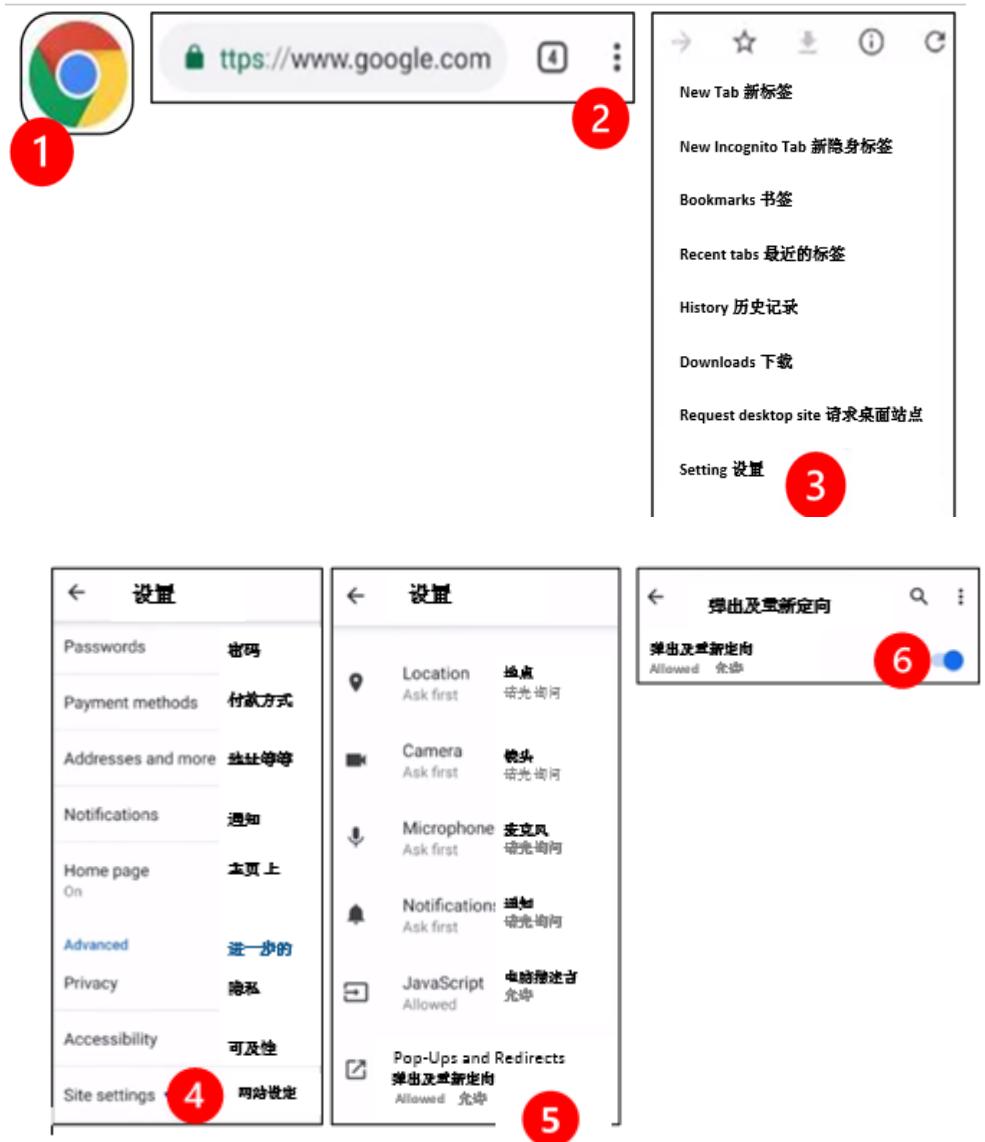 1
ttps://www.google.com
4
2
New Tab 新标签
New Incognito Tab 新隐身标签
Bookmarks 书签
Recent tabs 最近的标签
History 历史记录
Downloads 下载
Request desktop site 请求桌面站点
Setting 设置
3
设置
Passwords 密码
Payment methods 付款方式
Addresses and more 地址等等
Notifications 通知
Home page 主页 上
On
Advanced 进一步的
Privacy 隐私
Accessibility 可及性
Site settings 4 网站设定
设置
Location 地点
Ask first 请先询问
Camera 镜头
Ask first 请先询问
Microphone 麦克风
Ask first 请先询问
Notifications 通知
Ask first 请先询问
JavaScript 电脑描述言
Allowed 允许
Pop-Ups and Redirects
弹出及重新定向
Allowed 允许
5
弹出及重新定向
弹出及重新定向
Allowed 允许
6